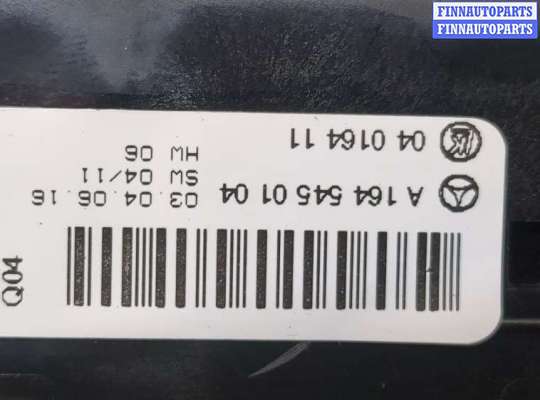 FINNAUTOPARTS
FINNAUTOPARTS
Q04
A 164 545 01 04
03.04.06.16
SW 04/11
HW 06
04 0164 11